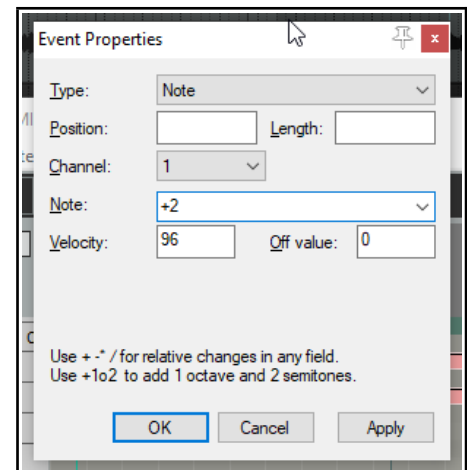 Event Properties
Type: Note
Position: Length:
Channel: 1
Note: +2
Velocity: 96 Off value: 0
Use + -* / for relative changes in any field.
Use +1o2 to add 1 octave and 2 semitones.
OK Cancel Apply